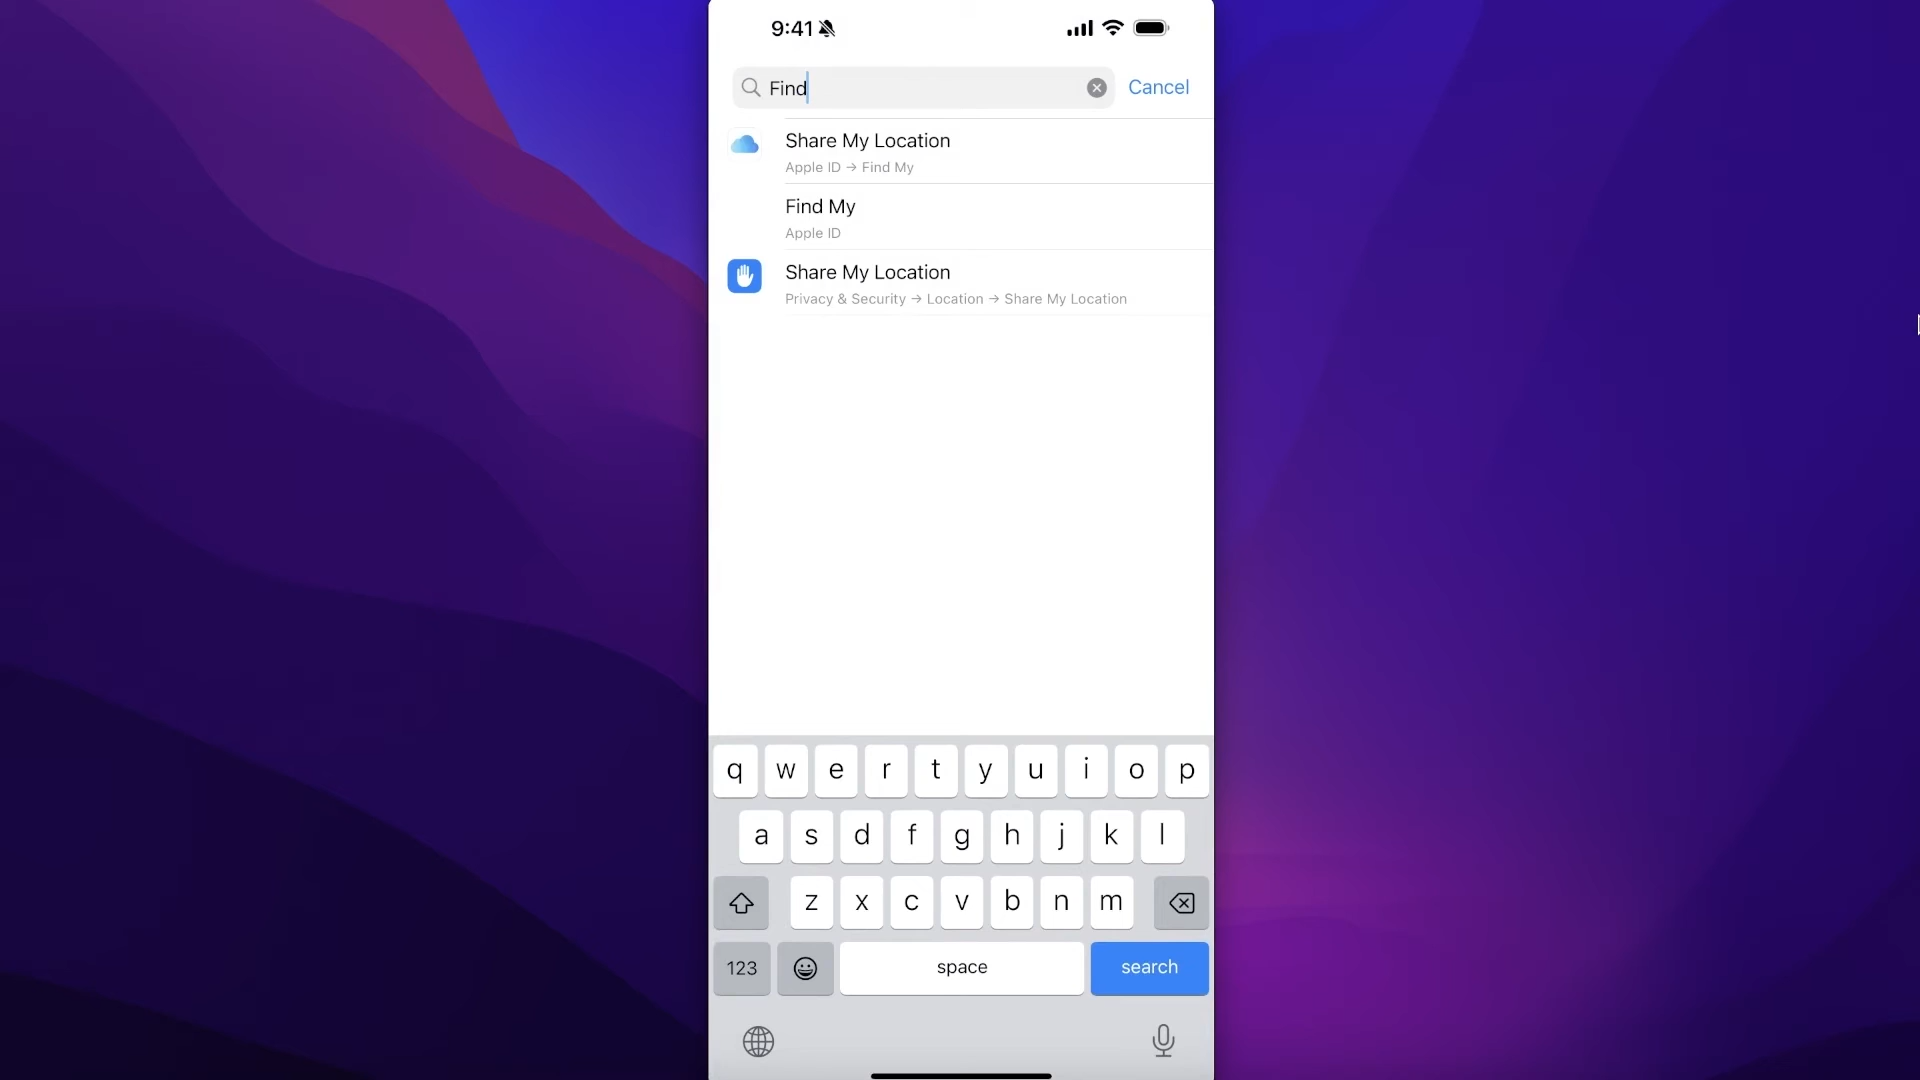 9:41
Find
Cancel
Share My Location
Apple ID → Find My
Find My
Apple ID
Share My Location
Privacy & Security → Location → Share My Location
q w e r t y u i o p
a s d f g h j k l
z x c v b n m
123 space search